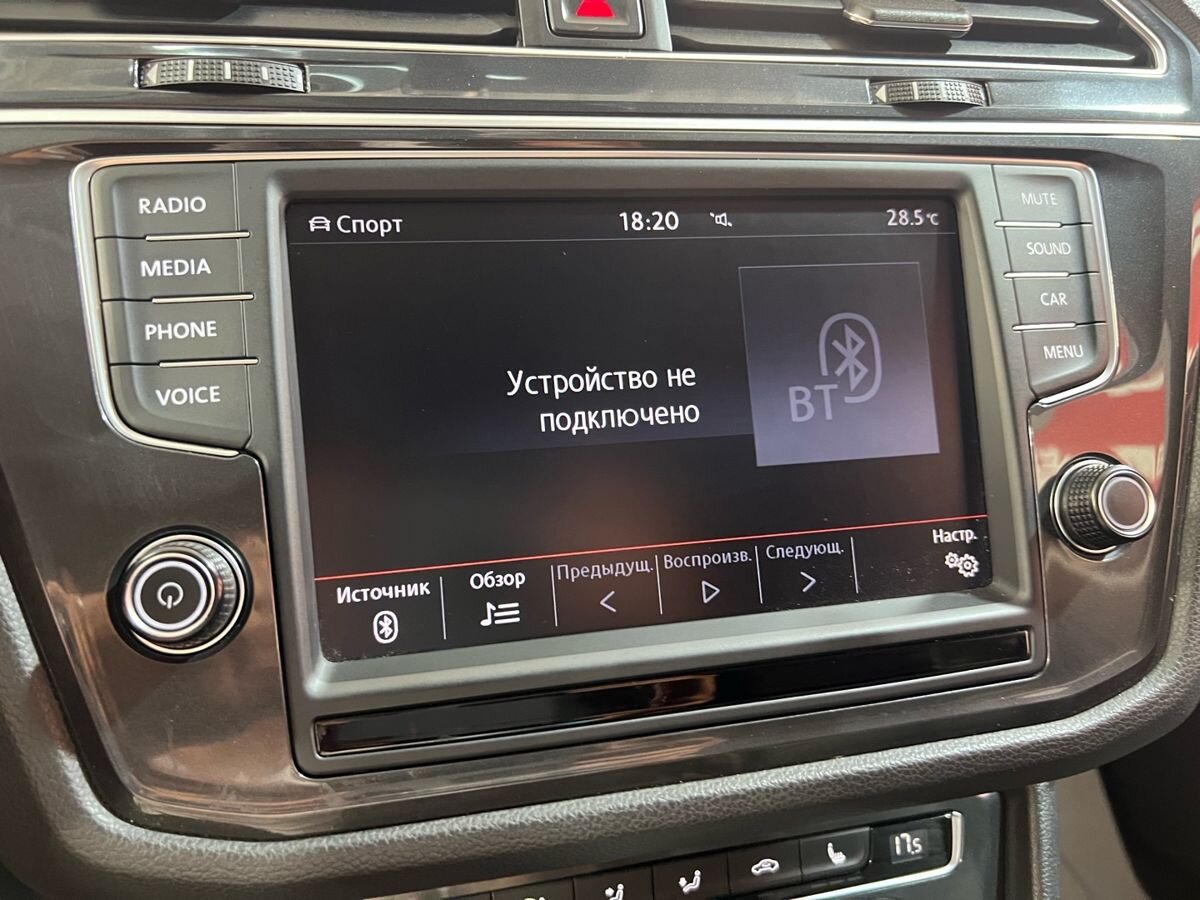 RADIO
MEDIA
PHONE
VOICE
Спорт 18:20 28.5°C
Устройство не
подключено
BT
Источник Обзор Предыдущ. Воспроизв. Следующ. Настр.
MUTE
SOUND
CAR
MENU
17.5